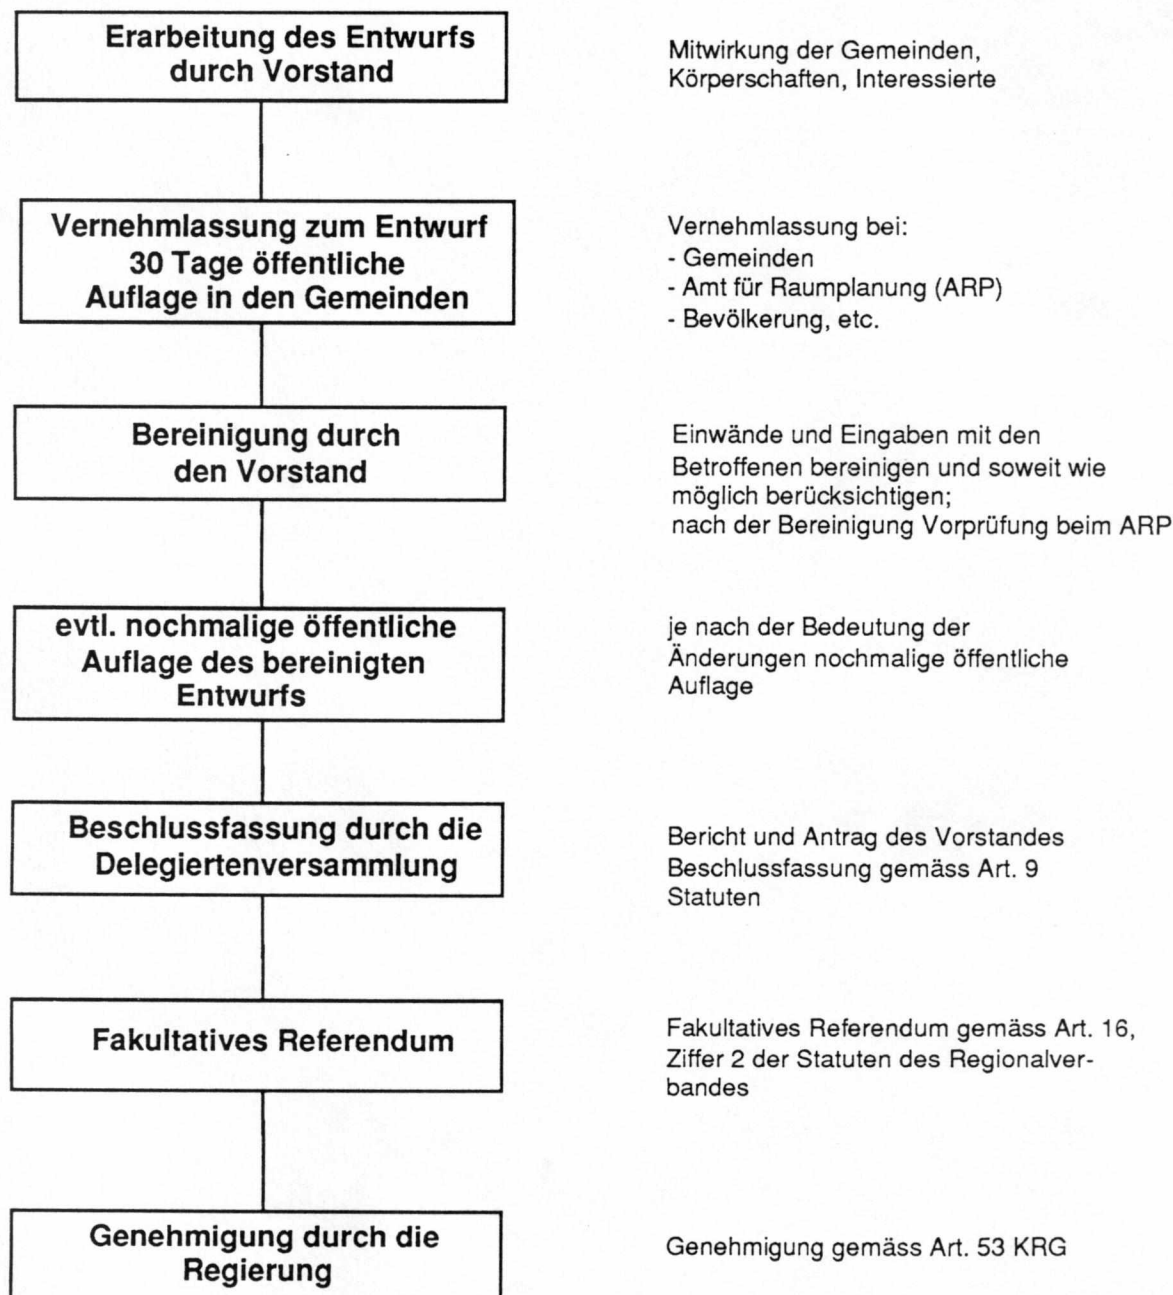 Erarbeitung des Entwurfs
durch Vorstand
Mitwirkung der Gemeinden,
Körperschaften, Interessierte
Vernehmlassung zum Entwurf
30 Tage öffentliche
Auflage in den Gemeinden
Vernehmlassung bei:
- Gemeinden
- Amt für Raumplanung (ARP)
- Bevölkerung, etc.
Bereinigung durch
den Vorstand
Einwände und Eingaben mit den
Betroffenen bereinigen und soweit wie
möglich berücksichtigen;
nach der Bereinigung Vorprüfung beim ARP
evtl. nochmalige öffentliche
Auflage des bereinigten
Entwurfs
je nach der Bedeutung der
Änderungen nochmalige öffentliche
Auflage
Beschlussfassung durch die
Delegiertenversammlung
Bericht und Antrag des Vorstandes
Beschlussfassung gemäss Art. 9
Statuten
Fakultatives Referendum
Fakultatives Referendum gemäss Art. 16,
Ziffer 2 der Statuten des Regionalver-
bandes
Genehmigung durch die
Regierung
Genehmigung gemäss Art. 53 KRG